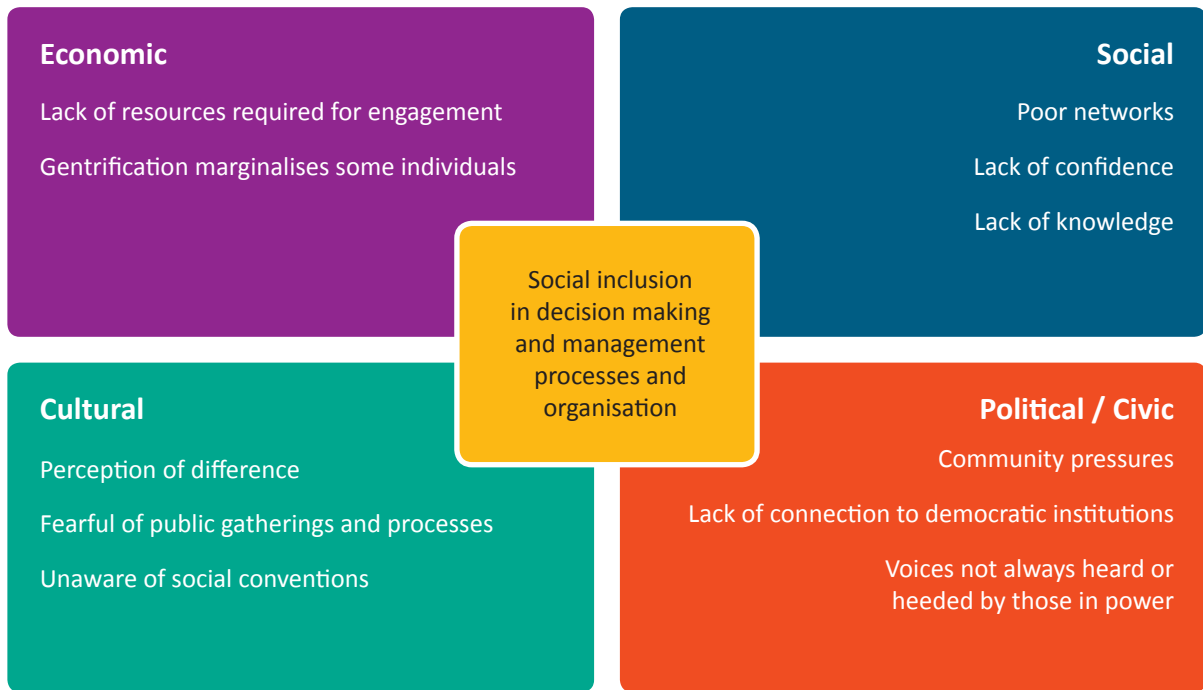 Economic
Lack of resources required for engagement
Gentrification marginalises some individuals
Social
Poor networks
Lack of confidence
Lack of knowledge
Social inclusion
in decision making
and management
processes and
organisation
Cultural
Perception of difference
Fearful of public gatherings and processes
Unaware of social conventions
Political / Civic
Community pressures
Lack of connection to democratic institutions
Voices not always heard or
heeded by those in power